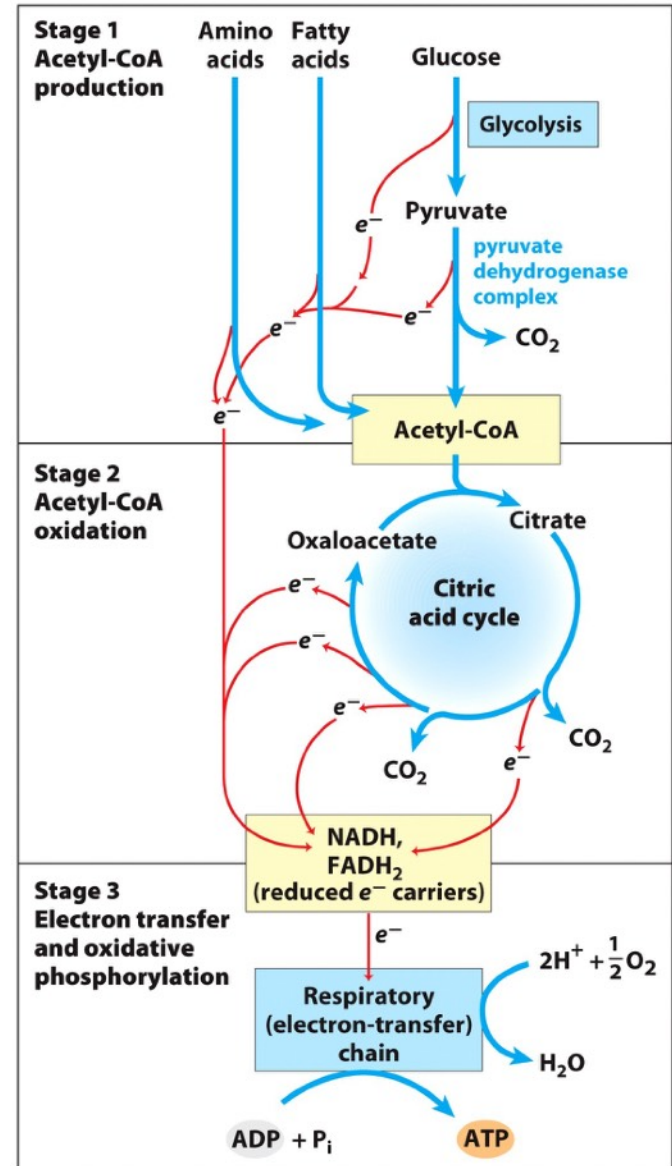 Stage 1
Acetyl-CoA
production
Amino
acids
Fatty
acids
Glucose
Glycolysis
Pyruvate
e⁻
pyruvate
dehydrogenase
complex
e⁻
e⁻
CO₂
e⁻
Acetyl-CoA
Stage 2
Acetyl-CoA
oxidation
Citrate
Oxaloacetate
Citric
acid cycle
e⁻
e⁻
e⁻
CO₂
e⁻
CO₂
NADH,
FADH₂
(reduced e⁻ carriers)
Stage 3
Electron transfer
and oxidative
phosphorylation
e⁻
2H⁺ + ½O₂
Respiratory
(electron-transfer)
chain
H₂O
ADP + Pᵢ
ATP